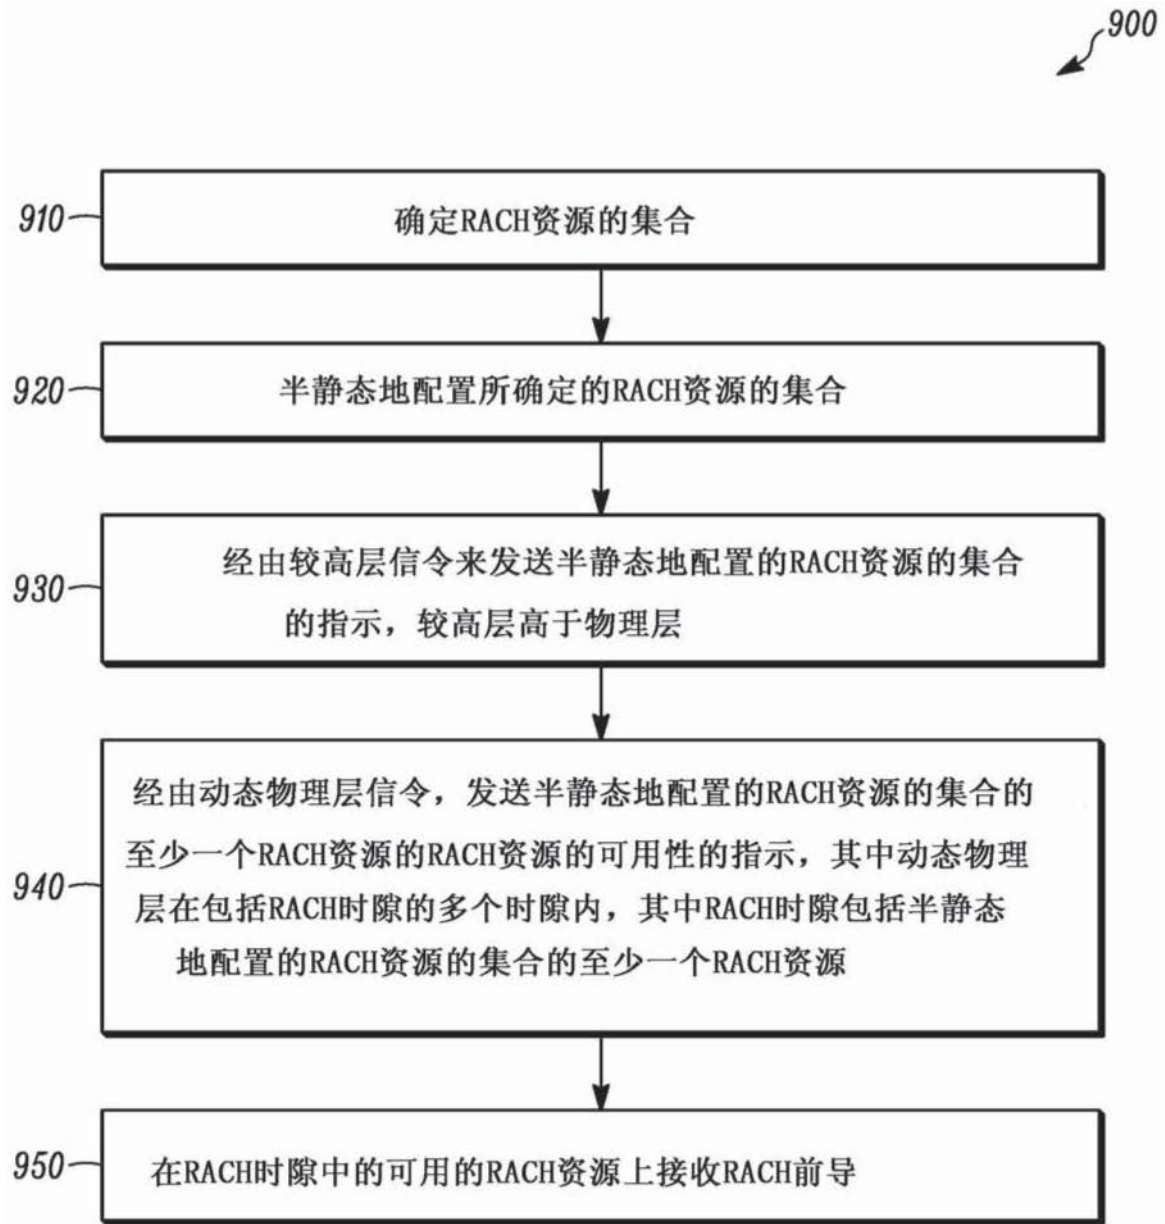 900
910
确定RACH资源的集合
920
半静态地配置所确定的RACH资源的集合
930
经由较高层信令来发送半静态地配置的RACH资源的集合
的指示，较高层高于物理层
940
经由动态物理层信令，发送半静态地配置的RACH资源的集合的
至少一个RACH资源的RACH资源的可用性的指示，其中动态物理
层在包括RACH时隙的多个时隙内，其中RACH时隙包括半静态
地配置的RACH资源的集合的至少一个RACH资源
950
在RACH时隙中的可用的RACH资源上接收RACH前导